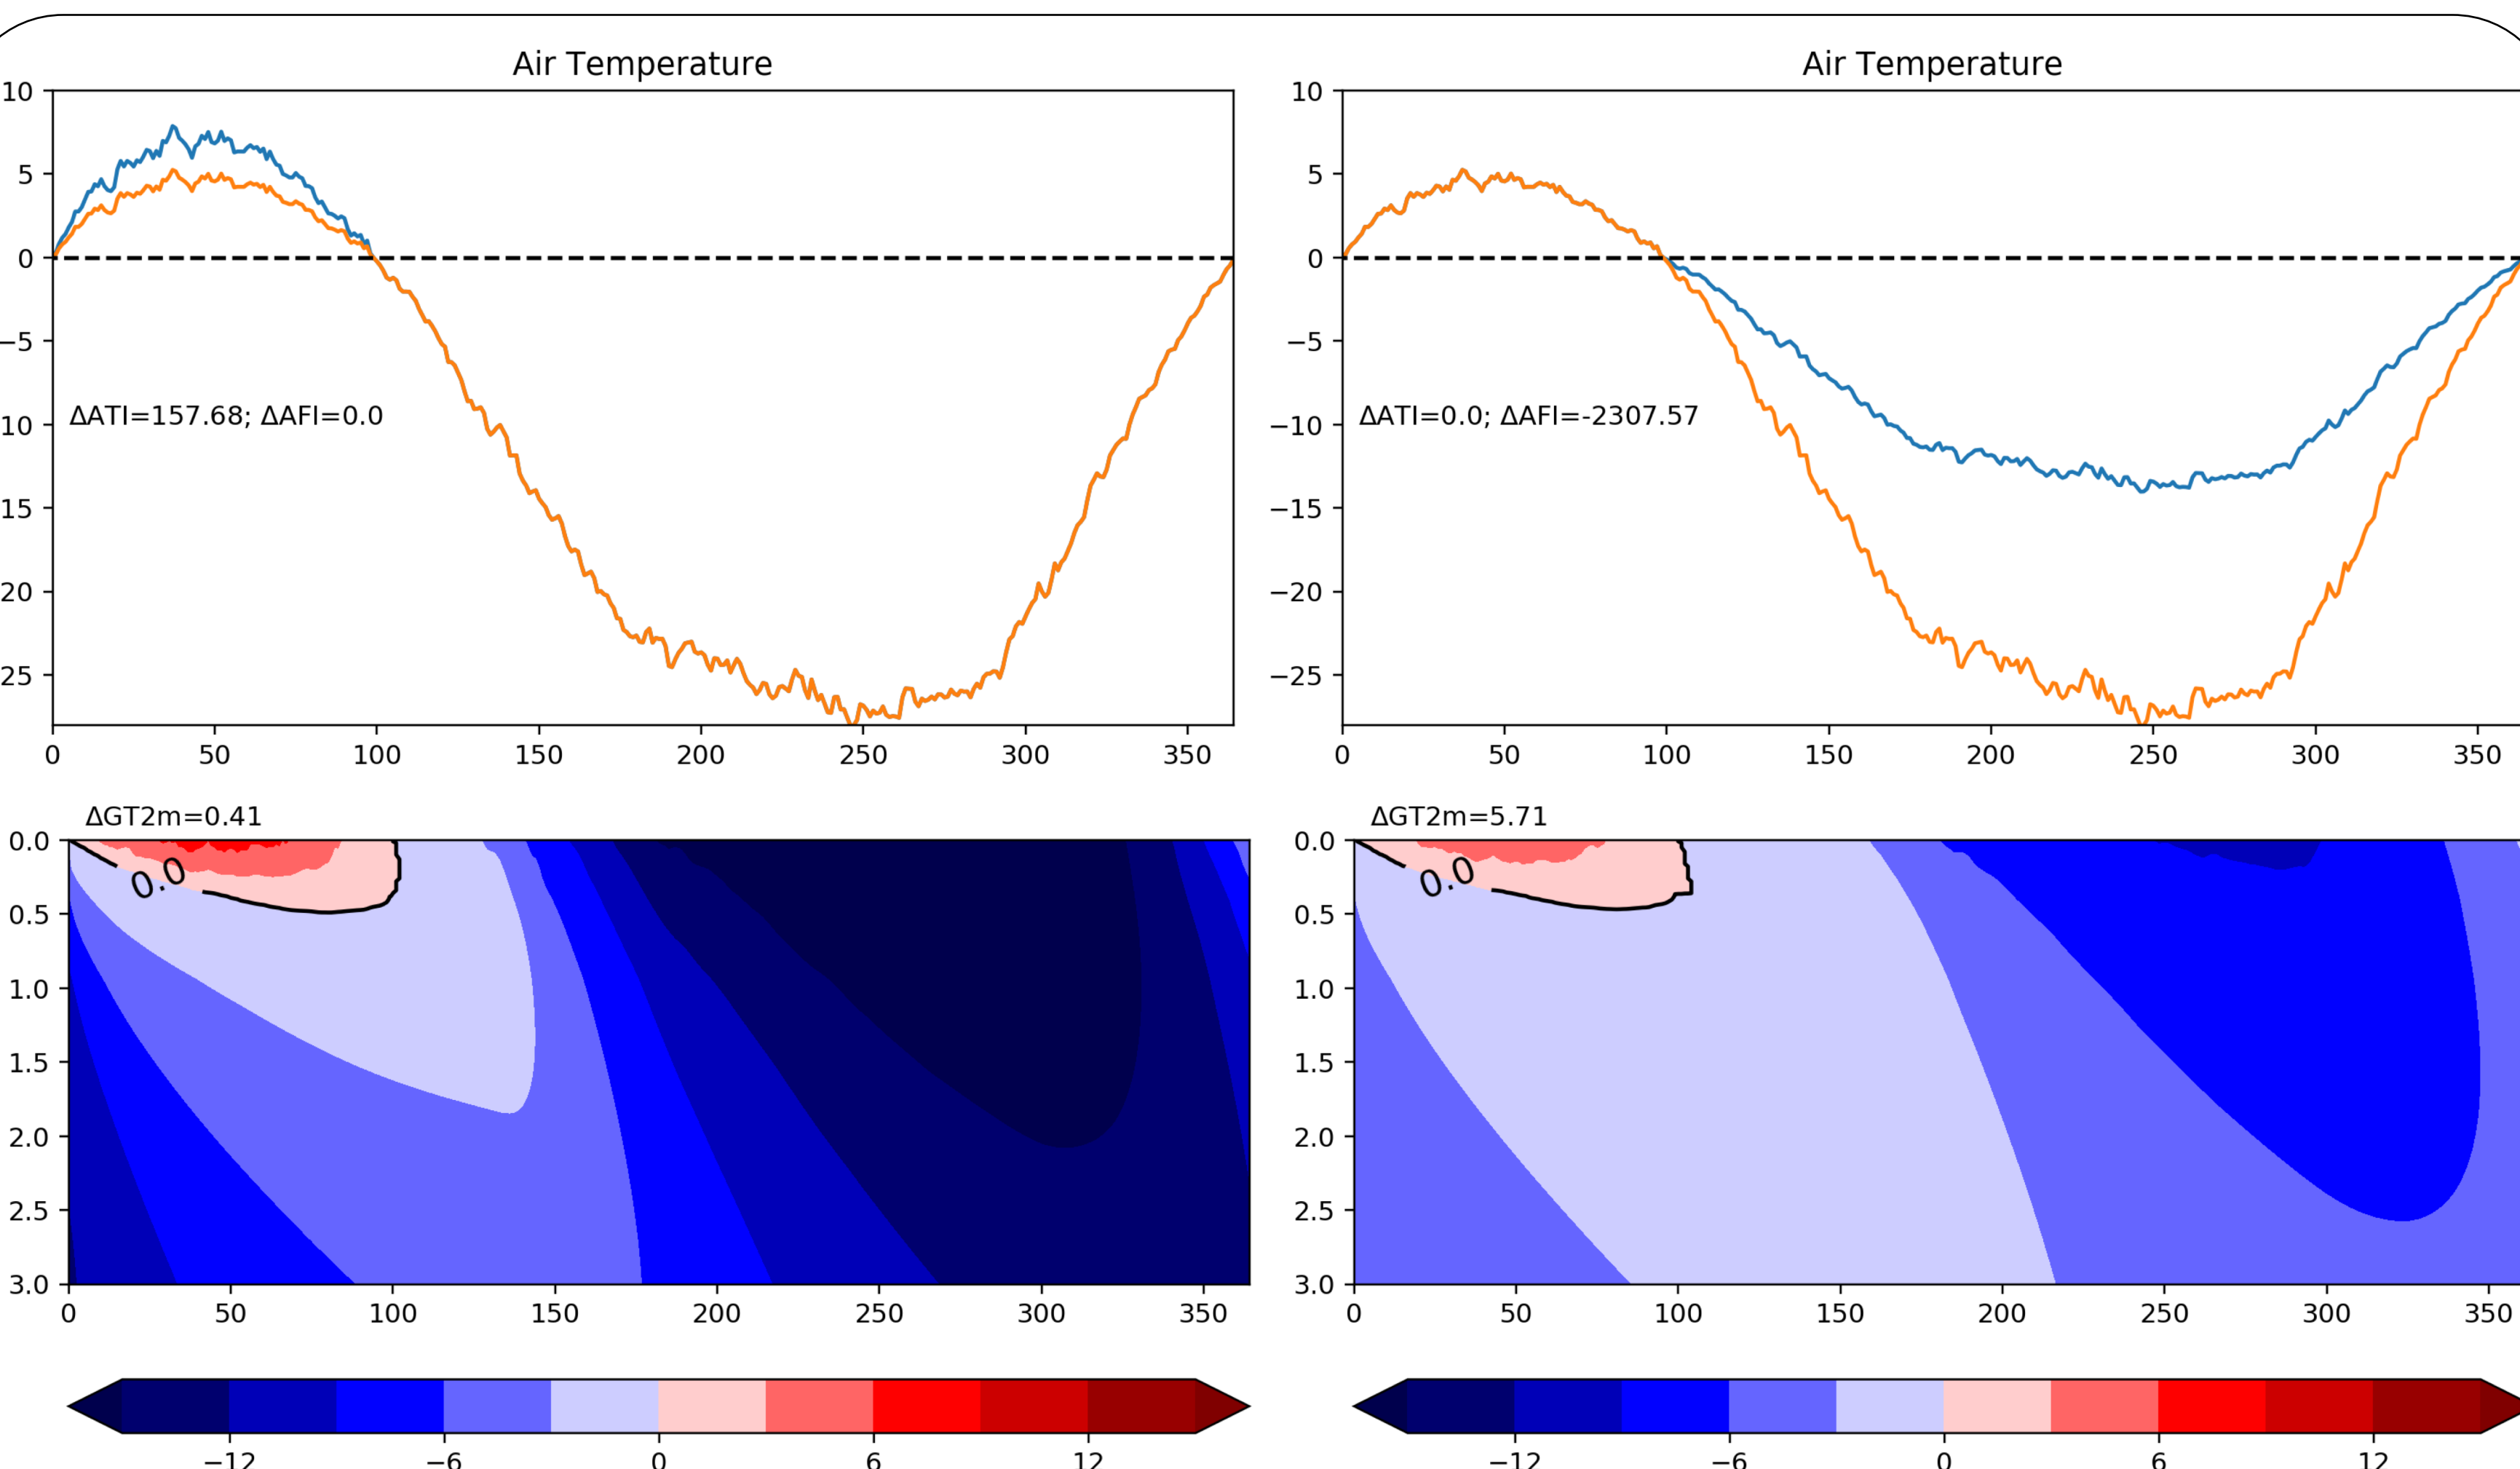 Air Temperature
10
5
0
−5
10
15
20
25
ΔATI=157.68; ΔAFI=0.0
0 50 100 150 200 250 300 350
Air Temperature
10
5
0
−5
−10
−15
−20
−25
ΔATI=0.0; ΔAFI=-2307.57
0 50 100 150 200 250 300 350
ΔGT2m=0.41
0.0
0.5
1.0
1.5
2.0
2.5
3.0
0.0
0 50 100 150 200 250 300 350
−12 −6 0 6 12
ΔGT2m=5.71
0.0
0.5
1.0
1.5
2.0
2.5
3.0
0.0
0 50 100 150 200 250 300 350
−12 −6 0 6 12